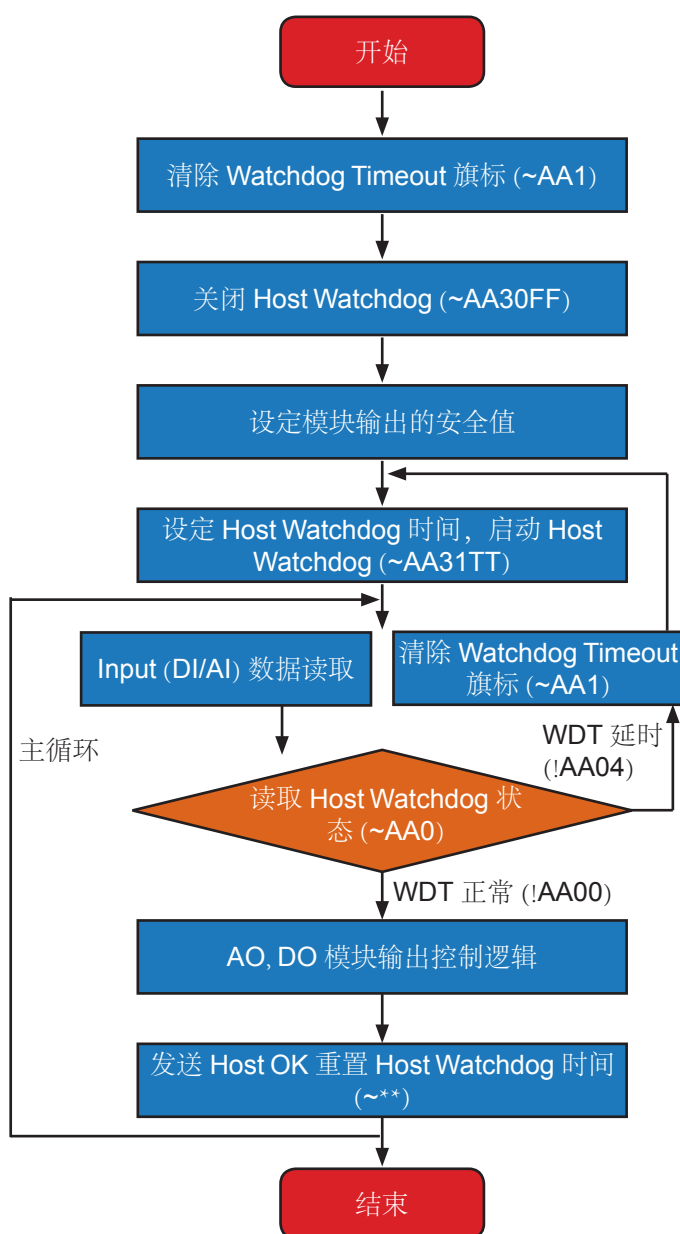 开始
清除 Watchdog Timeout 旗标 (~AA1)
关闭 Host Watchdog (~AA30FF)
设定模块输出的安全值
设定 Host Watchdog 时间，启动 Host
Watchdog (~AA31TT)
Input (DI/AI) 数据读取
清除 Watchdog Timeout
旗标 (~AA1)
主循环
WDT 延时
(!AA04)
读取 Host Watchdog 状
态 (~AA0)
WDT 正常 (!AA00)
AO, DO 模块输出控制逻辑
发送 Host OK 重置 Host Watchdog 时间
(~**)
结束